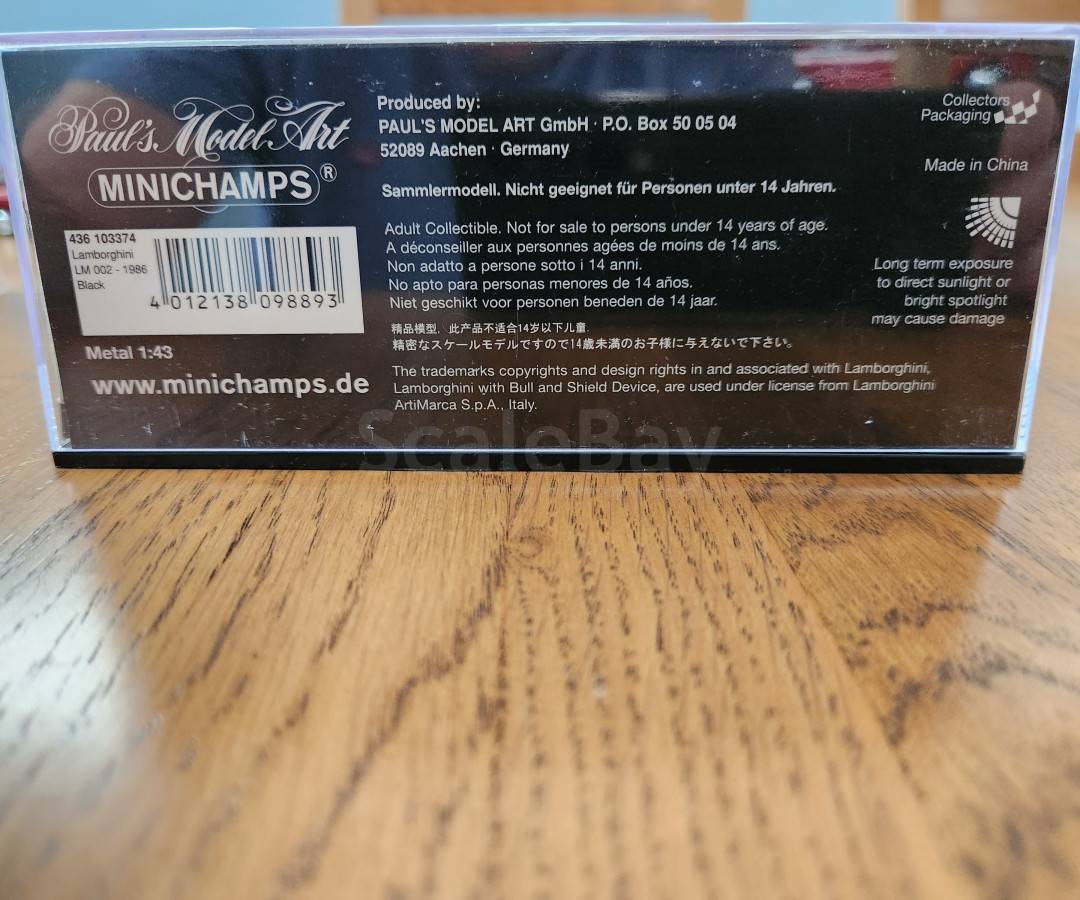 Paul's Model Art
MINICHAMPS®
436 103374
Lamborghini
LM 002 - 1986
Black
4 012138 098893
Metal 1:43
www.minichamps.de
Produced by:
PAUL'S MODEL ART GmbH · P.O. Box 50 05 04
52089 Aachen · Germany
Sammlermodell. Nicht geeignet für Personen unter 14 Jahren.
Adult Collectible. Not for sale to persons under 14 years of age.
A déconseiller aux personnes agées de moins de 14 ans.
Non adatto a persone sotto i 14 anni.
No apto para personas menores de 14 años.
Niet geschikt voor personen beneden de 14 jaar.
精品模型，此产品不适合14岁以下儿童.
精密なスケールモデルですので14歳未満のお子様に与えないで下さい。
The trademarks copyrights and design rights in and associated with Lamborghini,
Lamborghini with Bull and Shield Device, are used under license from Lamborghini
ArtiMarca S.p.A., Italy.
Collectors
Packaging
Made in China
Long term exposure
to direct sunlight or
bright spotlight
may cause damage
ScaleBay